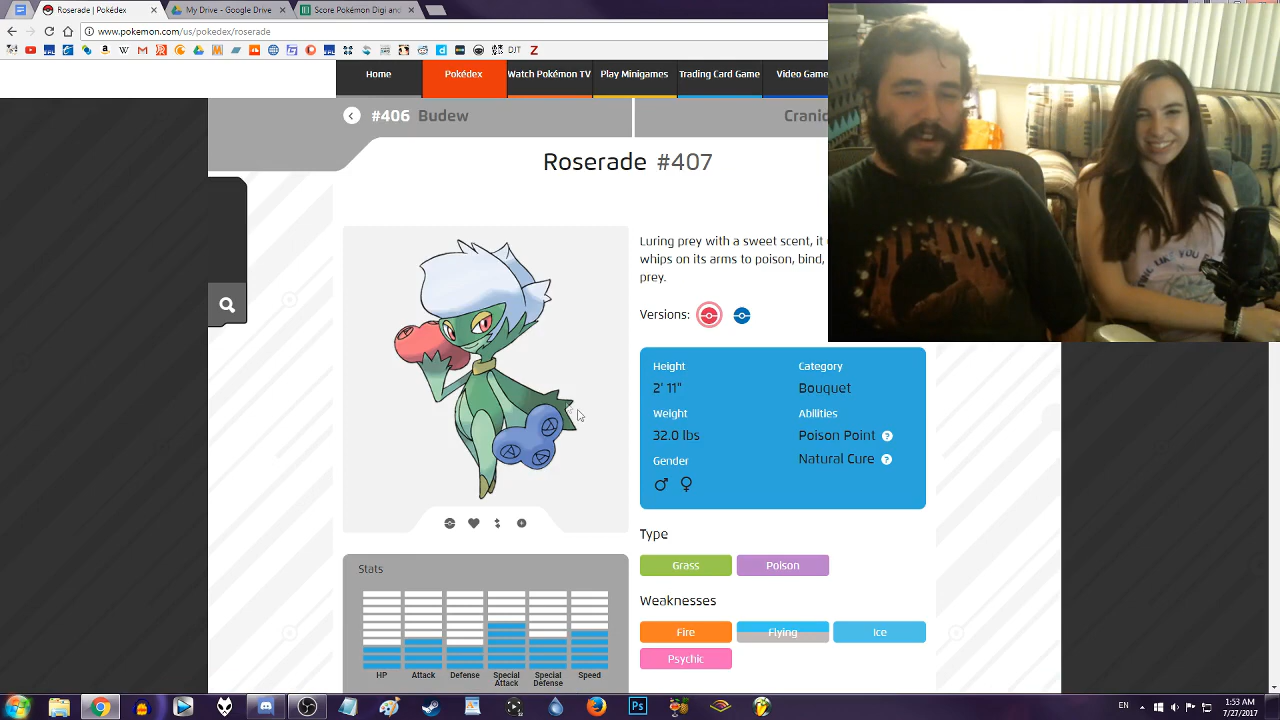 Roserade | Pokédex
My Drive - Google Drive
Score Pokémon Digi and
www.pokemon.com/us/pokedex/roserade
DJT
Home
Pokédex
Watch Pokémon TV
Play Minigames
Trading Card Game
Video Game
#406 Budew
Cranid
Roserade #407
Luring prey with a sweet scent, it
whips on its arms to poison, bind,
prey.
Versions:
Height
2' 11"
Weight
32.0 lbs
Gender
Category
Bouquet
Abilities
Poison Point
Natural Cure
Type
Grass
Poison
Weaknesses
Fire
Flying
Ice
Psychic
Stats
HP
Attack
Defense
Special
Attack
Special
Defense
Speed
EN
1:53 AM
7/27/2017